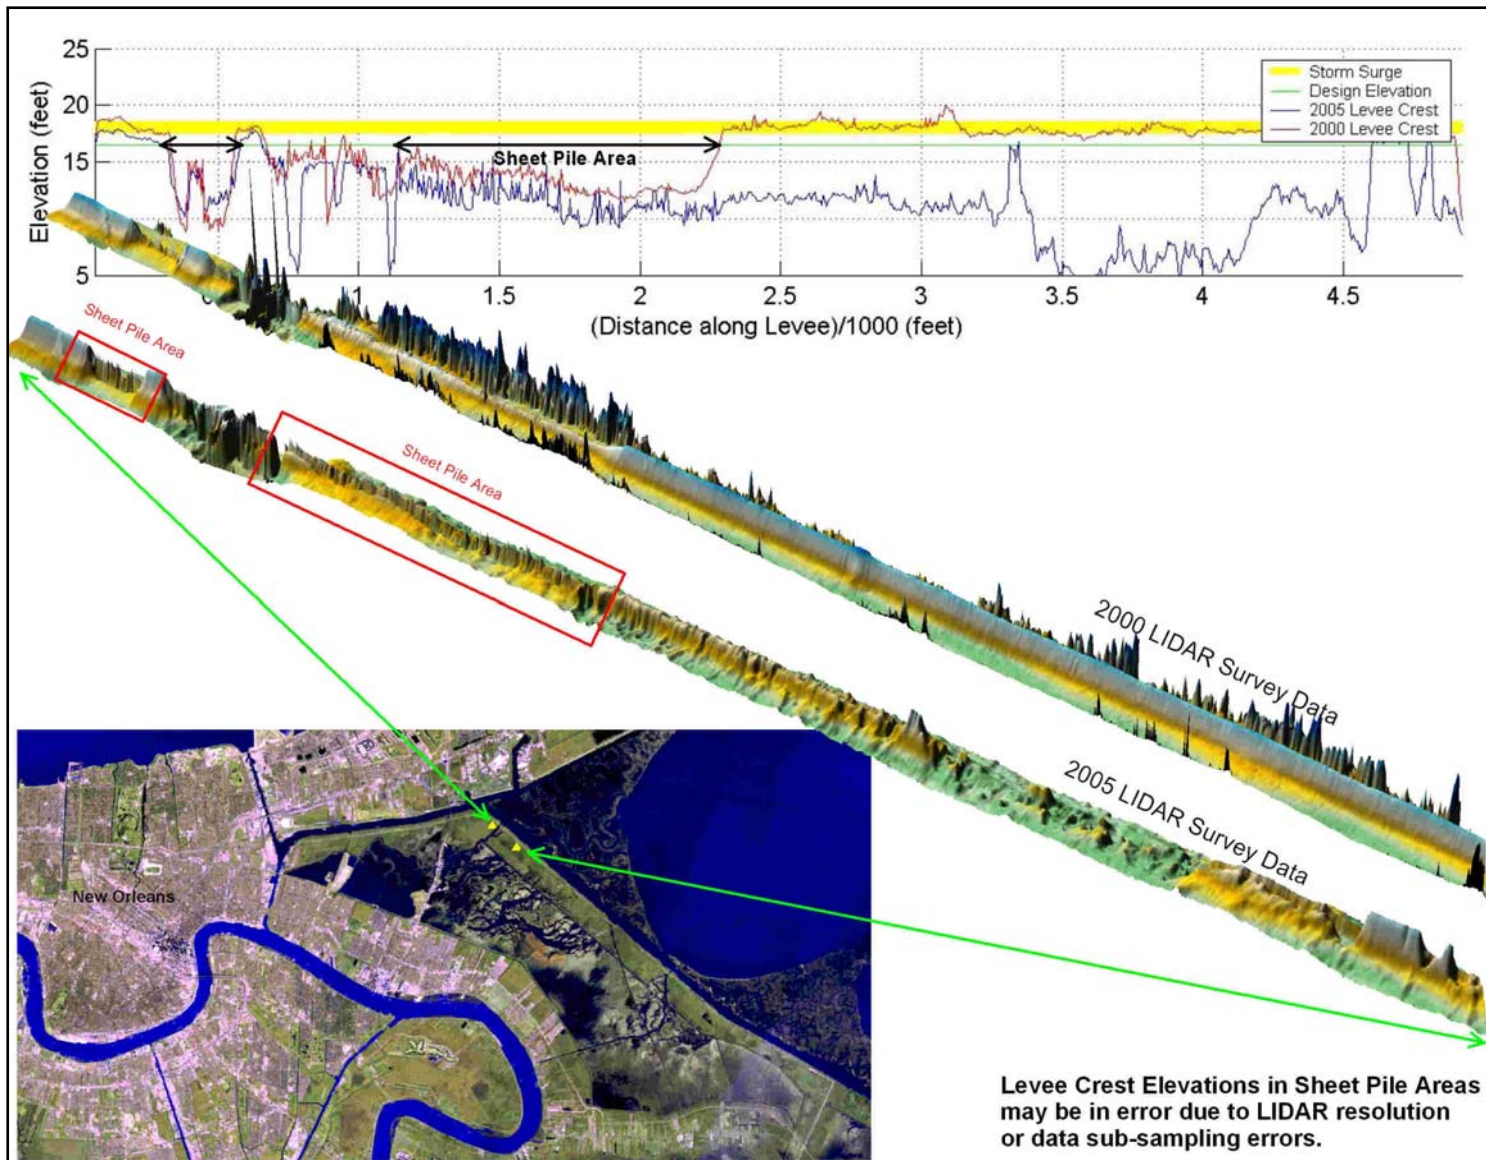 25
20
15
5
Elevation (feet)
Storm Surge
Design Elevation
2005 Levee Crest
2000 Levee Crest
Sheet Pile Area
1 1.5 2 2.5 3 3.5 4 4.5
(Distance along Levee)/1000 (feet)
Sheet Pile Area
Sheet Pile Area
2000 LIDAR Survey Data
2005 LIDAR Survey Data
New Orleans
Levee Crest Elevations in Sheet Pile Areas
may be in error due to LIDAR resolution
or data sub-sampling errors.